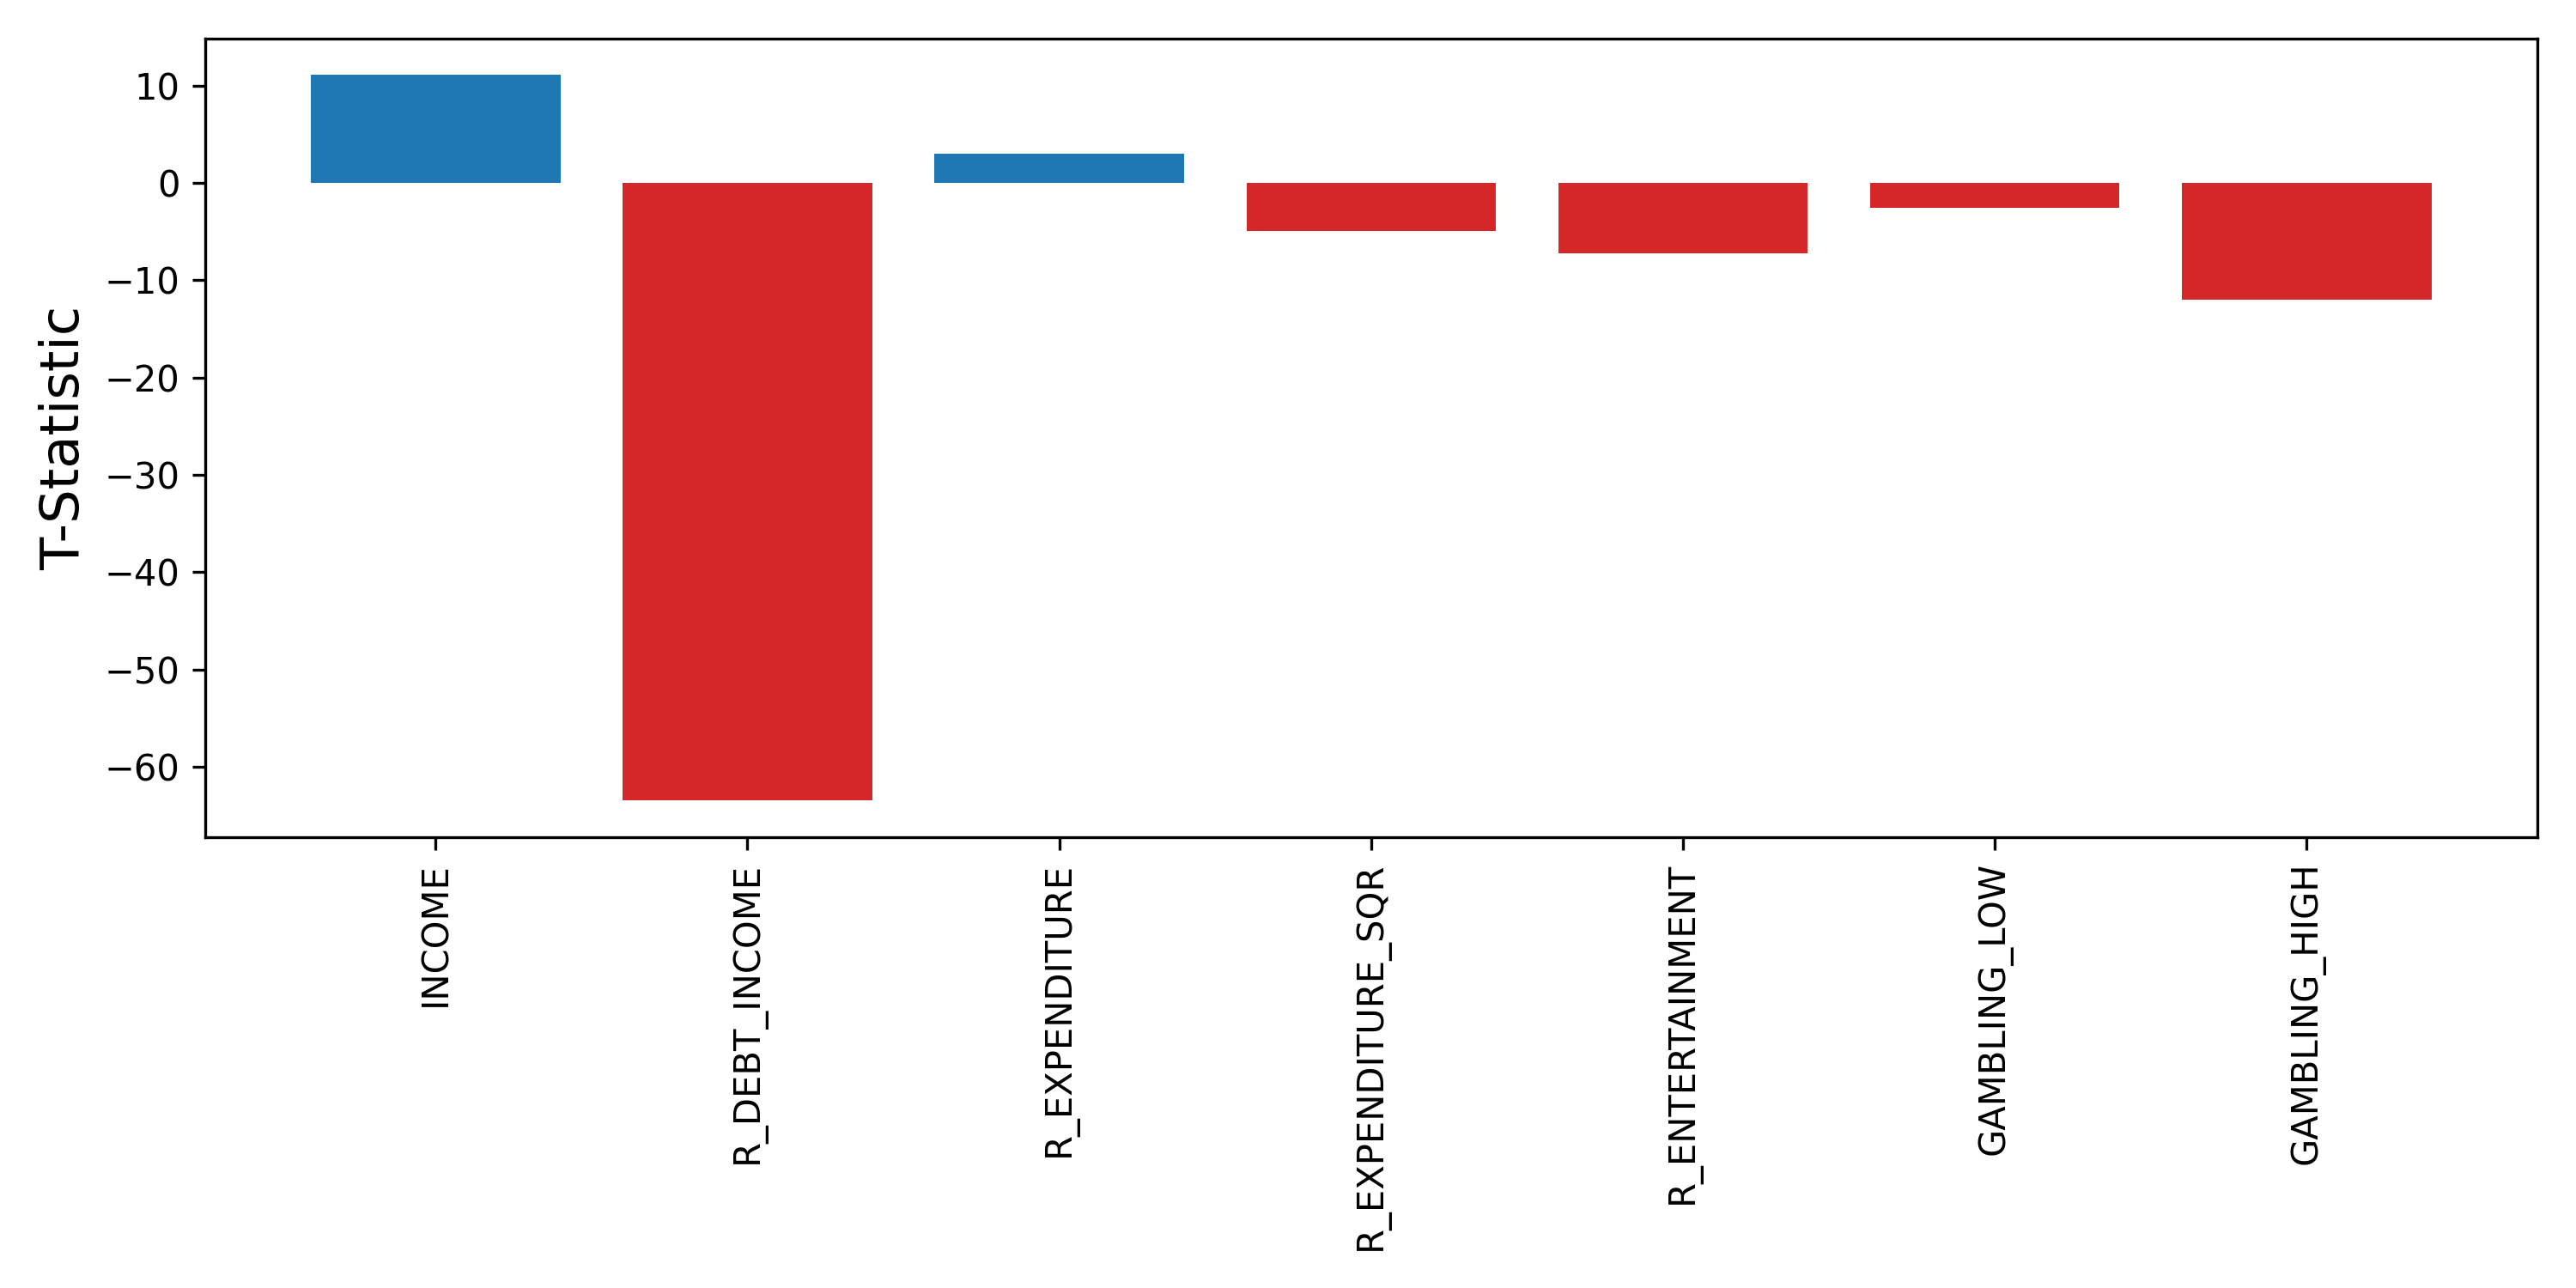 T-Statistic
10
0
−10
−20
−30
−40
−50
−60
INCOME
R_DEBT_INCOME
R_EXPENDITURE
R_EXPENDITURE_SQR
R_ENTERTAINMENT
GAMBLING_LOW
GAMBLING_HIGH